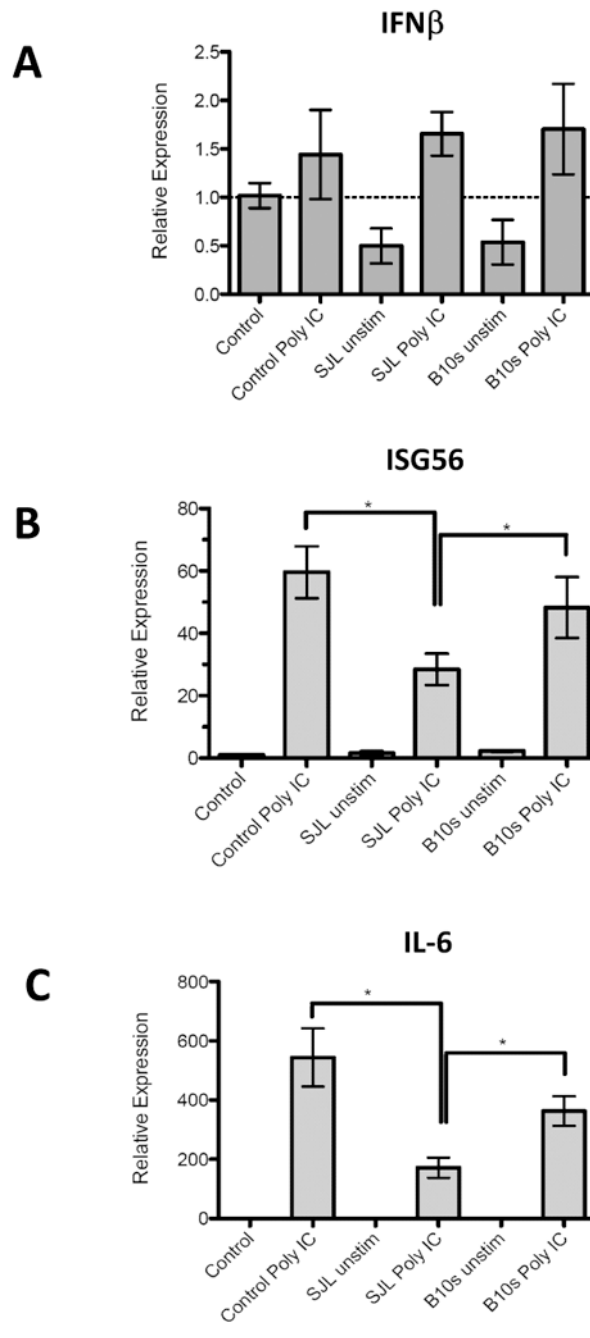 IFNβ
A
Relative Expression
2.5
2.0
1.5
1.0
0.5
0.0
Control
Control Poly IC
SJL unstim
SJL Poly IC
B10s unstim
B10s Poly IC
ISG56
B
Relative Expression
80
60
40
20
0
*
*
Control
Control Poly IC
SJL unstim
SJL Poly IC
B10s unstim
B10s Poly IC
IL-6
C
Relative Expression
800
600
400
200
0
*
*
Control
Control Poly IC
SJL unstim
SJL Poly IC
B10s unstim
B10s Poly IC